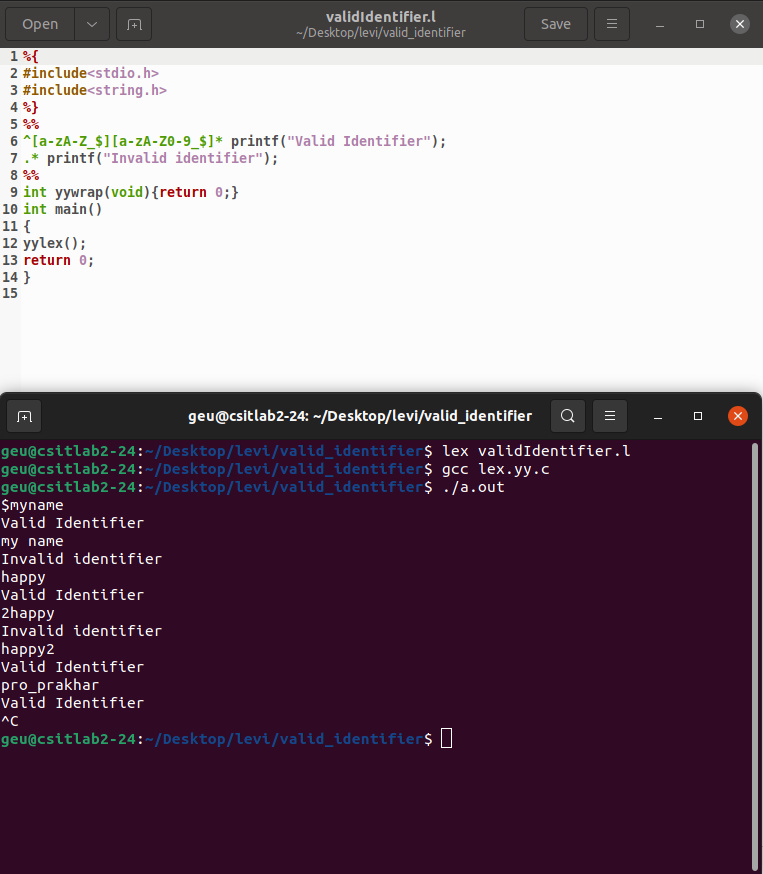 Open
validIdentifier.l
~/Desktop/levi/valid_identifier
Save
1 %{
2 #include<stdio.h>
3 #include<string.h>
4 %}
5 %%
6 ^[a-zA-Z_$][a-zA-Z0-9_$]* printf("Valid Identifier");
7 .* printf("Invalid identifier");
8 %%
9 int yywrap(void){return 0;}
10 int main()
11 {
12 yylex();
13 return 0;
14 }
15
geu@csitlab2-24: ~/Desktop/levi/valid_identifier
geu@csitlab2-24:~/Desktop/levi/valid_identifier$ lex validIdentifier.l
geu@csitlab2-24:~/Desktop/levi/valid_identifier$ gcc lex.yy.c
geu@csitlab2-24:~/Desktop/levi/valid_identifier$ ./a.out
$myname
Valid Identifier
my name
Invalid identifier
happy
Valid Identifier
2happy
Invalid identifier
happy2
Valid Identifier
pro_prakhar
Valid Identifier
^C
geu@csitlab2-24:~/Desktop/levi/valid_identifier$